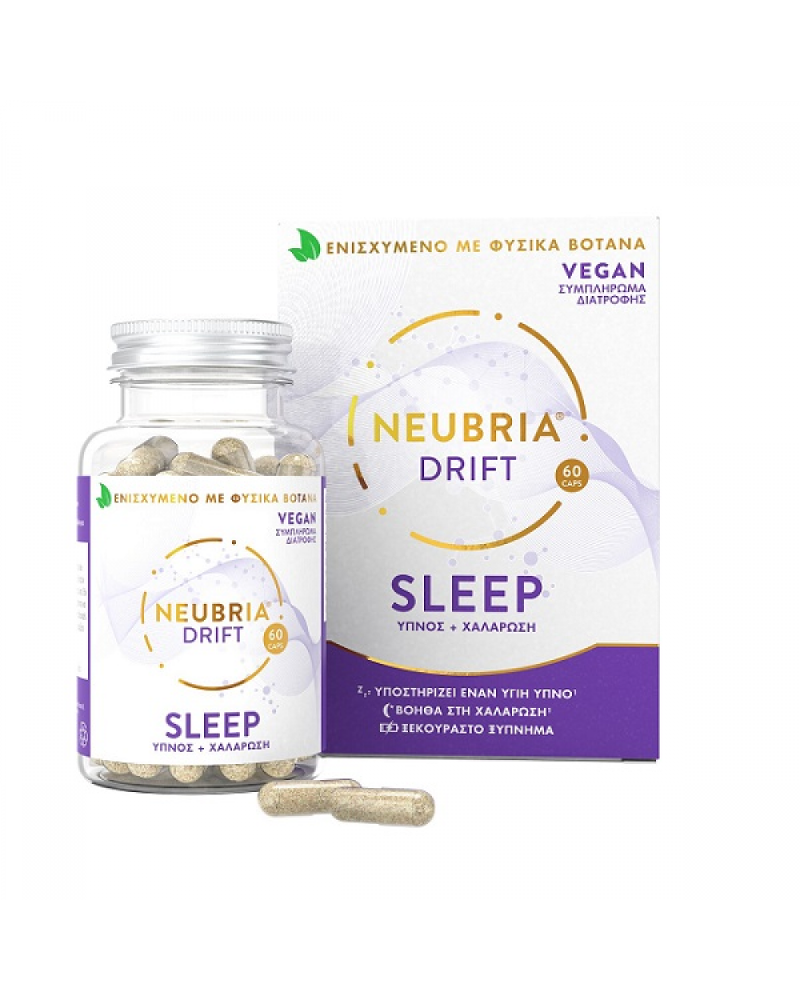 ΕΝΙΣΧΥΜΕΝΟ ΜΕ ΦΥΣΙΚΑ ΒΟΤΑΝΑ
VEGAN
ΣΥΜΠΛΗΡΩΜΑ
ΔΙΑΤΡΟΦΗΣ
NEUBRIA®
DRIFT
60
CAPS
SLEEP
ΥΠΝΟΣ + ΧΑΛΑΡΩΣΗ
ΥΠΟΣΤΗΡΙΖΕΙ ΕΝΑΝ ΥΓΙΗ ΥΠΝΟ¹
ΒΟΗΘΑ ΣΤΗ ΧΑΛΑΡΩΣΗ¹
ΞΕΚΟΥΡΑΣΤΟ ΞΥΠΝΗΜΑ
ΕΝΙΣΧΥΜΕΝΟ ΜΕ ΦΥΣΙΚΑ ΒΟΤΑΝΑ
VEGAN
ΣΥΜΠΛΗΡΩΜΑ
ΔΙΑΤΡΟΦΗΣ
NEUBRIA
DRIFT
60
CAPS
SLEEP
ΥΠΝΟΣ + ΧΑΛΑΡΩΣΗ